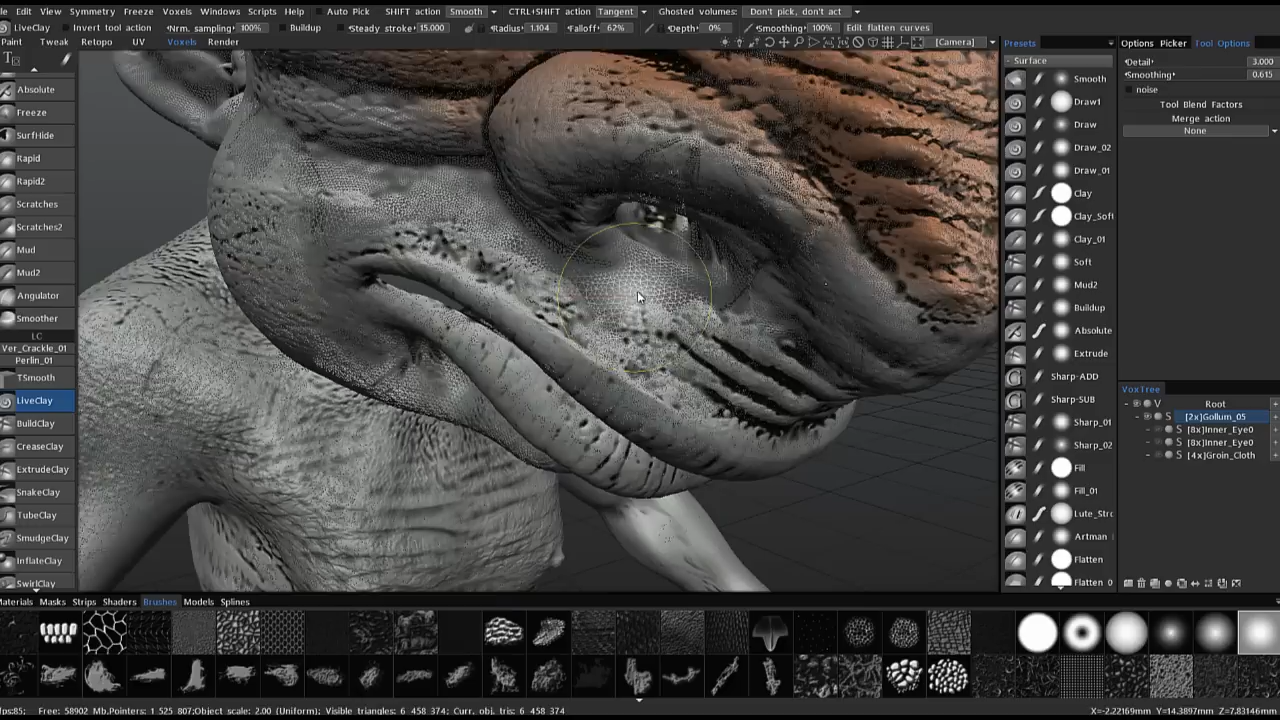 Edit View Symmetry Freeze Voxels Windows Scripts Help Auto Pick SHIFT action Smooth CTRL+SHIFT action Tangent Ghosted volumes: Don't pick, don't act
LiveClay Invert tool action Nrm. sampling 100% Buildup Steady stroke 15.000 Radius 1.104 Falloff 62% Depth 0% Smoothing 100% Edit flatten curves
Paint Tweak Retopo UV Voxels Render [Camera]
Absolute
Freeze
SurfHide
Rapid
Rapid2
Scratches
Scratches2
Mud
Mud2
Angulator
Smoother
LC
Ver_Crackle_01
Perlin_01
TSmooth
LiveClay
BuildClay
CreaseClay
ExtrudeClay
SnakeClay
TubeClay
SmudgeClay
InflateClay
SwirlClay
Presets
Surface
Smooth
Draw1
Draw
Draw_02
Draw_01
Clay
Clay_Soft
Clay_01
Soft
Mud2
Buildup
Absolute
Extrude
Sharp-ADD
Sharp-SUB
Sharp_01
Sharp_02
Fill
Fill_01
Lute_Stro
Artman
Flatten
Flatten_0
Options Picker Tool Options
Detail: 3.000
Smoothing 0.615
noise
Tool Blend Factors
Merge action
None
VoxTree
V Root
S [2x]Gollum_05
S [8x]Inner_Eye0
S [8x]Inner_Eye0
S [4x]Groin_Cloth
Materials Masks Strips Shaders Brushes Models Splines
fps:85; Free: 58902 Mb.Pointers: 1 525 807;Object scale: 2.00 (Uniform); Visible triangles: 6 458 374; Curr. obj. tris: 6 458 374 X=-2.22169mm Y=14.3897mm Z=7.83146mm